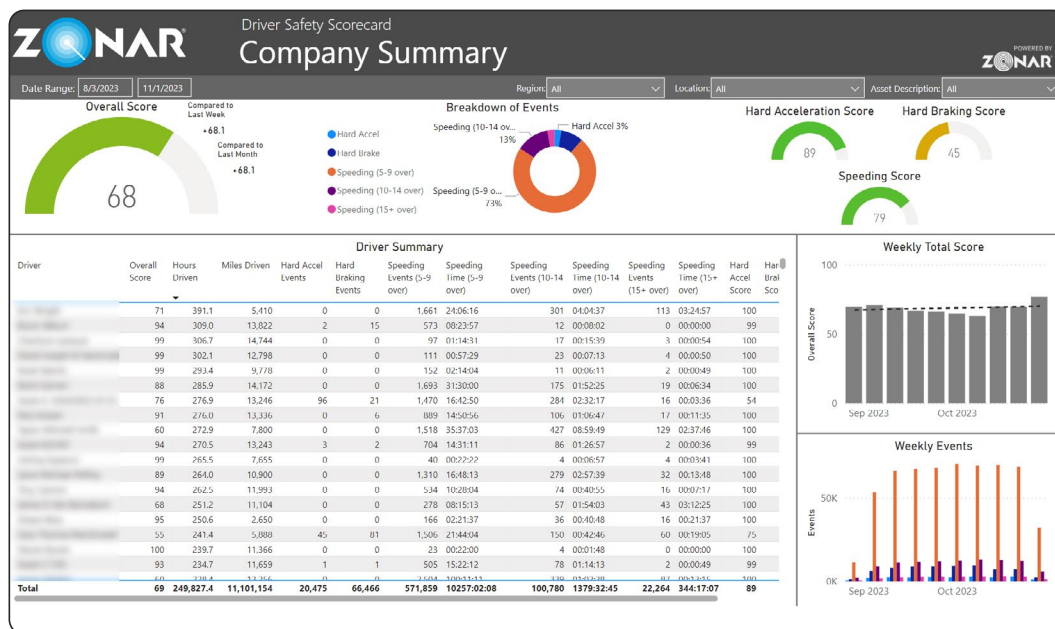 ZONAR
Driver Safety Scorecard
Company Summary
POWERED BY
ZONAR
Date Range: 8/3/2023 11/1/2023
Region: All
Location: All
Asset Description: All
Overall Score
68
Compared to
Last Week
+68.1
Compared to
Last Month
+68.1
Breakdown of Events
Hard Accel
Hard Brake
Speeding (5-9 over)
Speeding (10-14 over)
Speeding (15+ over)
Speeding (10-14 ov...
13%
Hard Accel 3%
Speeding (5-9 o...
73%
Hard Acceleration Score
89
Hard Braking Score
45
Speeding Score
79
Driver Summary
Driver Overall Score Hours Driven Miles Driven Hard Accel Events Hard Braking Events Speeding Events (5-9 over) Speeding Time (5-9 over) Speeding Events (10-14 over) Speeding Time (10-14 over) Speeding Events (15+ over) Speeding Time (15+ over) Hard Accel Score
71 391.1 5,410 0 0 1,661 24:06:16 301 04:04:37 113 03:24:57 100
94 309.0 13,822 2 15 573 08:23:57 12 00:08:02 0 00:00:00 99
99 306.7 14,744 0 0 97 01:14:31 17 00:15:39 3 00:00:54 100
99 302.1 12,798 0 0 111 00:57:29 23 00:07:13 4 00:00:50 100
99 293.4 9,778 0 0 152 02:14:04 11 00:06:11 2 00:00:49 100
88 285.9 14,172 0 0 1,693 31:30:00 175 01:52:25 19 00:06:34 100
76 276.9 13,246 96 21 1,470 16:42:50 284 02:32:17 16 00:03:36 54
91 276.0 13,336 0 6 889 14:50:56 106 01:06:47 17 00:11:35 100
60 272.9 7,800 0 0 1,518 35:37:03 427 08:59:49 129 02:37:46 100
94 270.5 13,243 3 2 704 14:31:11 86 01:26:57 2 00:00:36 99
99 265.5 7,655 0 0 40 00:22:22 4 00:06:57 4 00:03:41 100
89 264.0 10,900 0 0 1,310 16:48:13 279 02:57:39 32 00:13:48 100
94 262.5 11,993 0 0 534 10:28:04 74 00:40:55 16 00:07:17 100
68 251.2 11,104 0 0 278 08:15:13 57 01:54:03 43 03:12:25 100
95 250.6 2,650 0 0 166 02:21:37 36 00:40:48 16 00:21:37 100
55 241.4 5,888 45 81 1,506 21:44:04 150 00:42:46 60 00:19:05 75
100 239.7 11,366 0 0 23 00:22:00 4 00:01:48 0 00:00:00 100
93 234.7 11,659 1 1 505 15:22:12 78 01:14:13 2 00:00:49 99
Total 69 249,827.4 11,101,154 20,475 66,466 571,859 10257:02:08 100,780 1379:32:45 22,264 344:17:07 89
Weekly Total Score
Overall Score
100
50
0
Sep 2023 Oct 2023
Weekly Events
Events
50K
0K
Sep 2023 Oct 2023